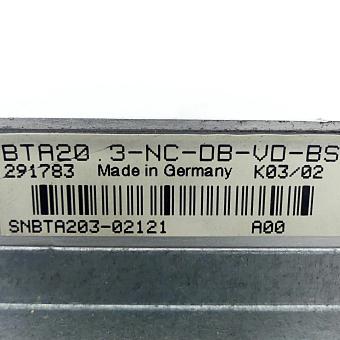 BTA20.3-NC-DB-VD-BS
291783 Made in Germany K03/02
SNBTA203-02121 A00